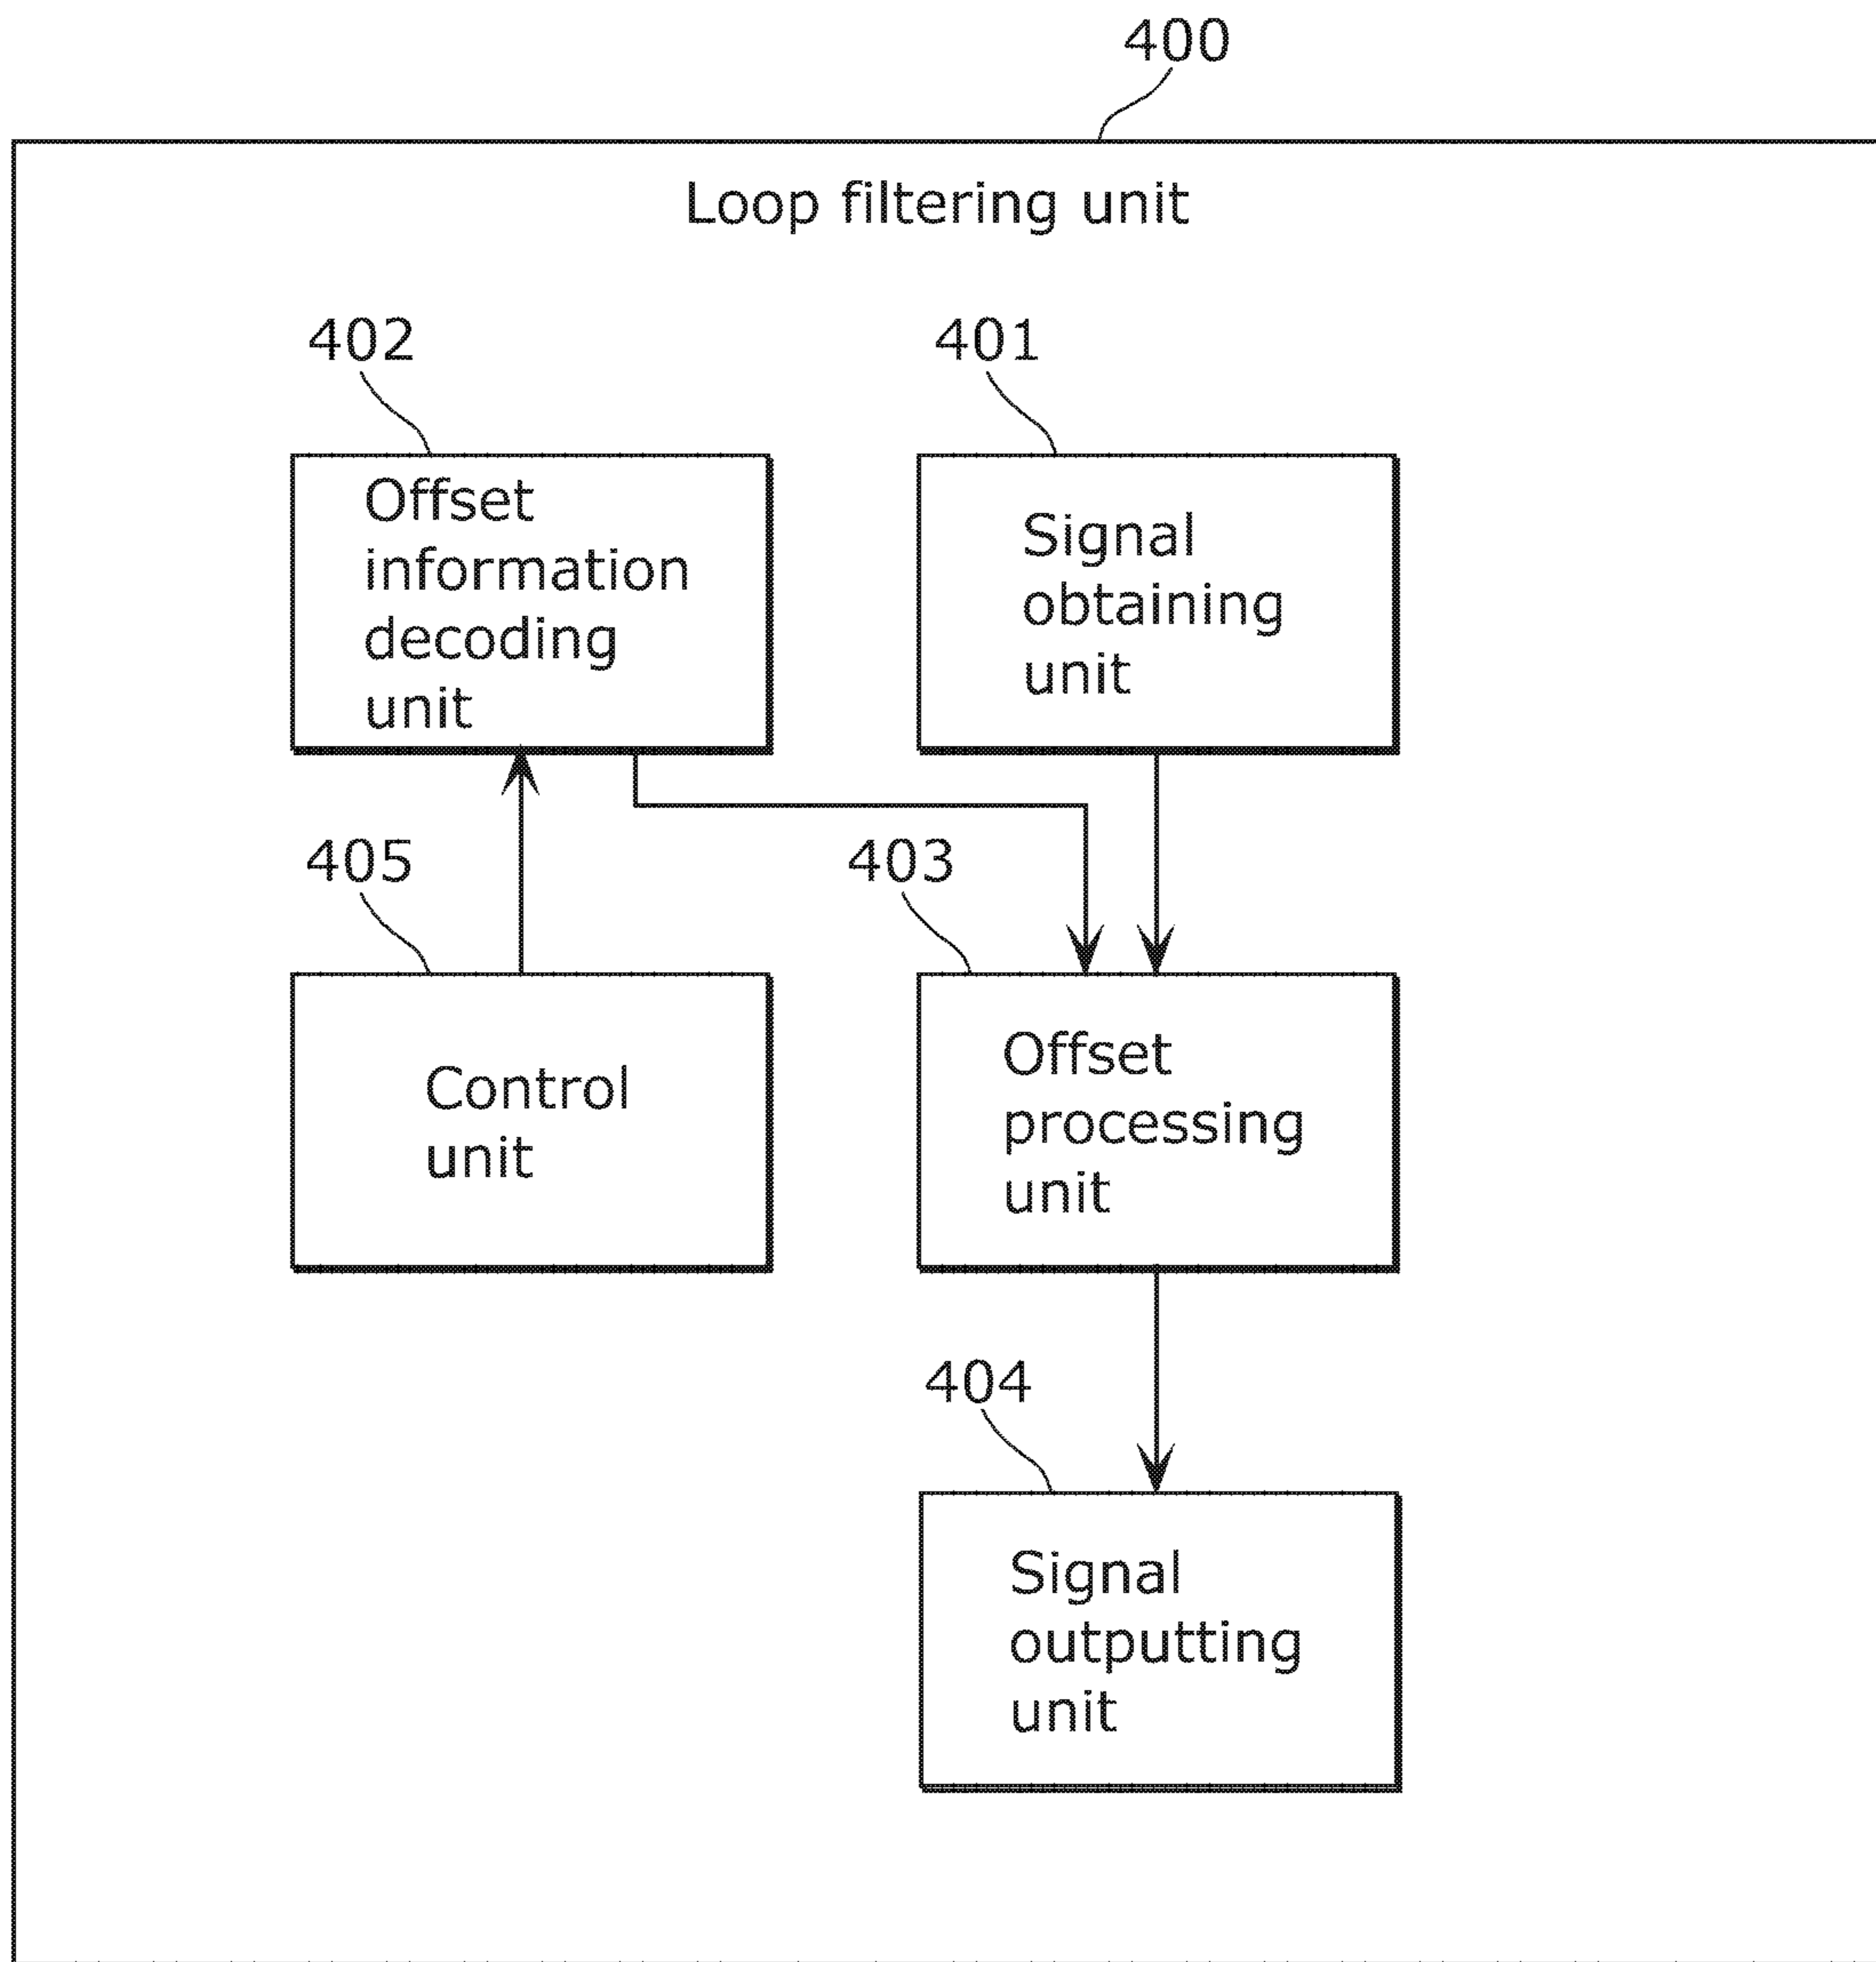 400
Loop filtering unit
402
401
Offset
information
decoding
unit
Signal
obtaining
unit
405
403
Control
unit
Offset
processing
unit
404
Signal
outputting
unit